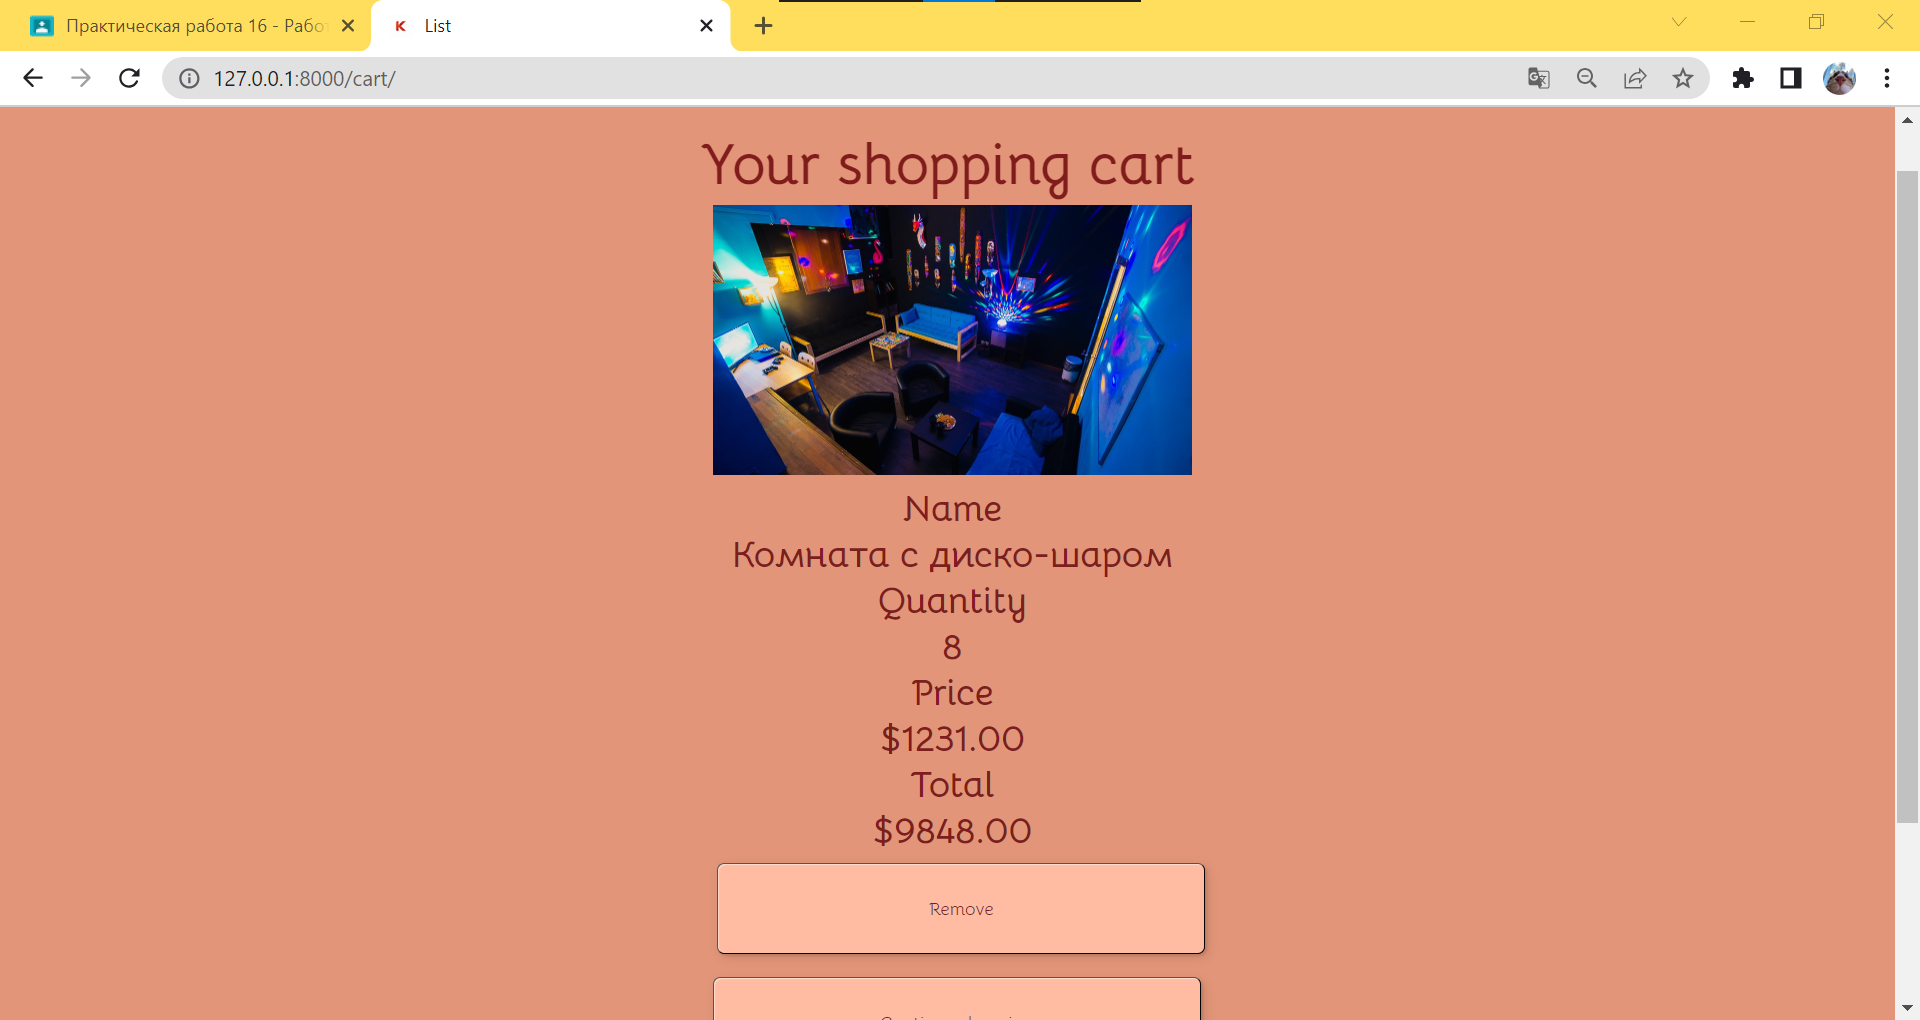 Практическая работа 16 - Рабо
List
127.0.0.1:8000/cart/
Your shopping cart
Name
Комната с диско-шаром
Quantity
8
Price
$1231.00
Total
$9848.00
Remove